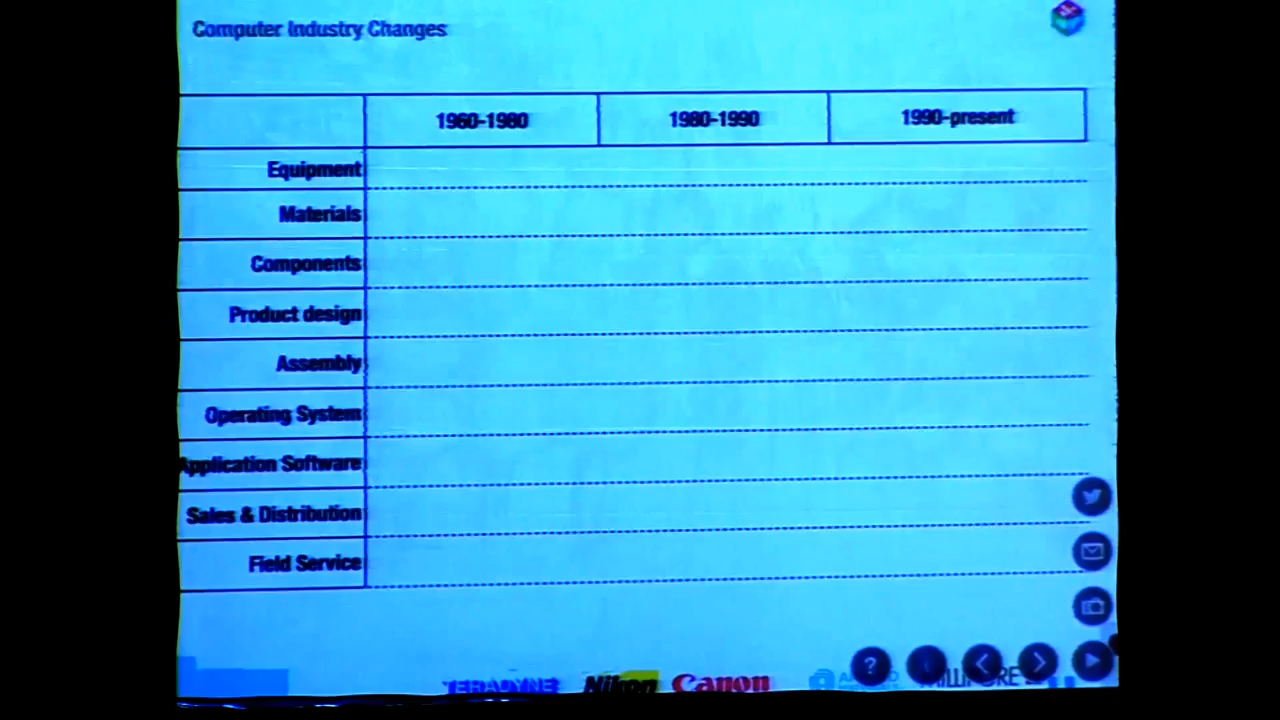 Computer Industry Changes
1960-1980 1980-1990 1990-present
Equipment
Materials
Components
Product design
Assembly
Operating System
Application Software
Sales & Distribution
Field Service
?
TERADYNE Nikon Canon MILLIPORE